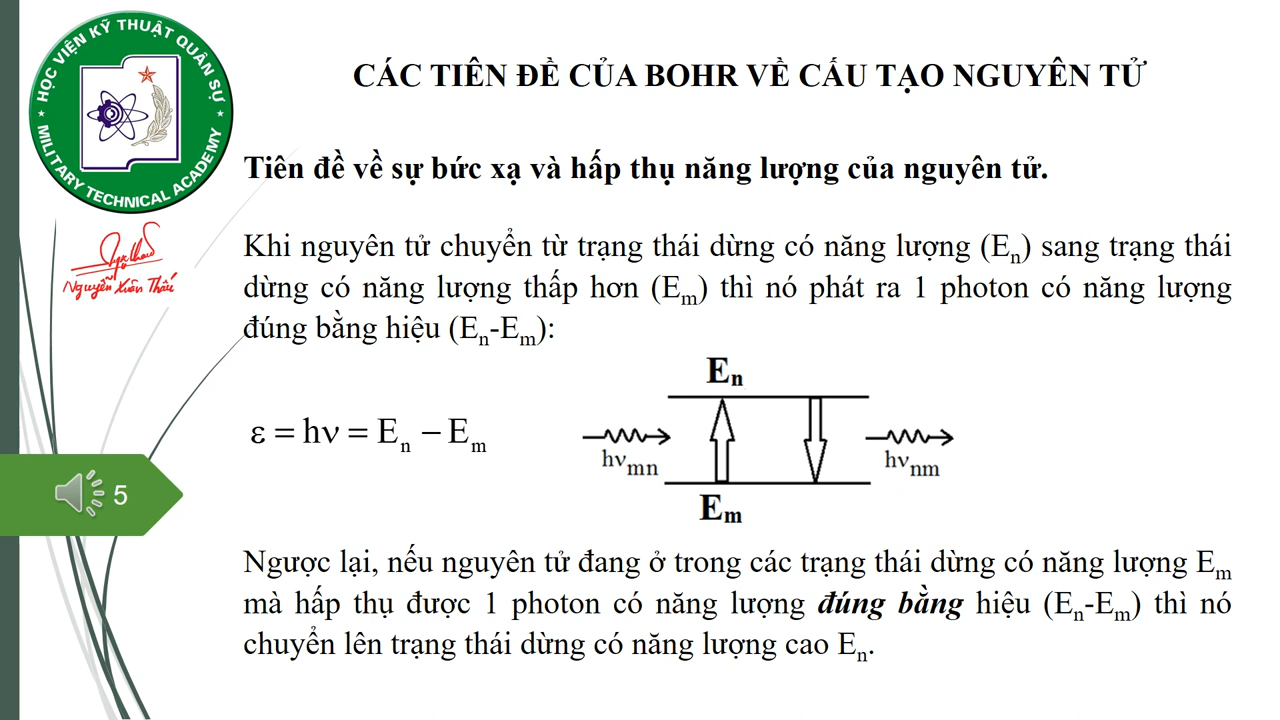 HỌC VIỆN KỸ THUẬT QUÂN SỰ
MILITARY TECHNICAL ACADEMY
CÁC TIÊN ĐỀ CỦA BOHR VỀ CẤU TẠO NGUYÊN TỬ
Tiên đề về sự bức xạ và hấp thụ năng lượng của nguyên tử.
Nguyễn Xuân Thái
Khi nguyên tử chuyển từ trạng thái dừng có năng lượng (Eₙ) sang trạng thái
dừng có năng lượng thấp hơn (Eₘ) thì nó phát ra 1 photon có năng lượng
đúng bằng hiệu (Eₙ-Eₘ):
ε = hν = Eₙ − Eₘ
Eₙ
hνₘₙ
hνₙₘ
Eₘ
5
Ngược lại, nếu nguyên tử đang ở trong các trạng thái dừng có năng lượng Eₘ
mà hấp thụ được 1 photon có năng lượng đúng bằng hiệu (Eₙ-Eₘ) thì nó
chuyển lên trạng thái dừng có năng lượng cao Eₙ.